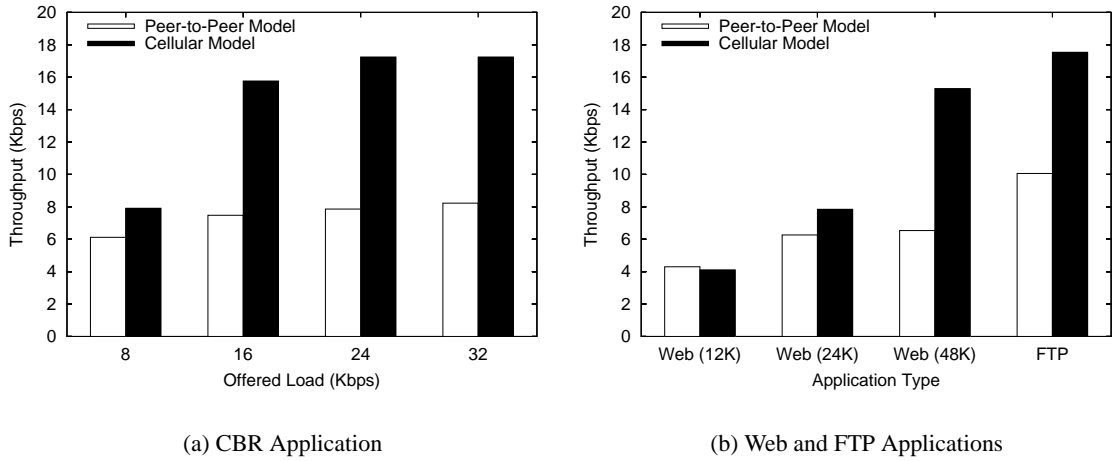 Throughput (Kbps)
20
18
16
14
12
10
8
6
4
2
0
Peer-to-Peer Model
Cellular Model
8 16 24 32
Offered Load (Kbps)
(a) CBR Application
Throughput (Kbps)
20
18
16
14
12
10
8
6
4
2
0
Peer-to-Peer Model
Cellular Model
Web (12K) Web (24K) Web (48K) FTP
Application Type
(b) Web and FTP Applications